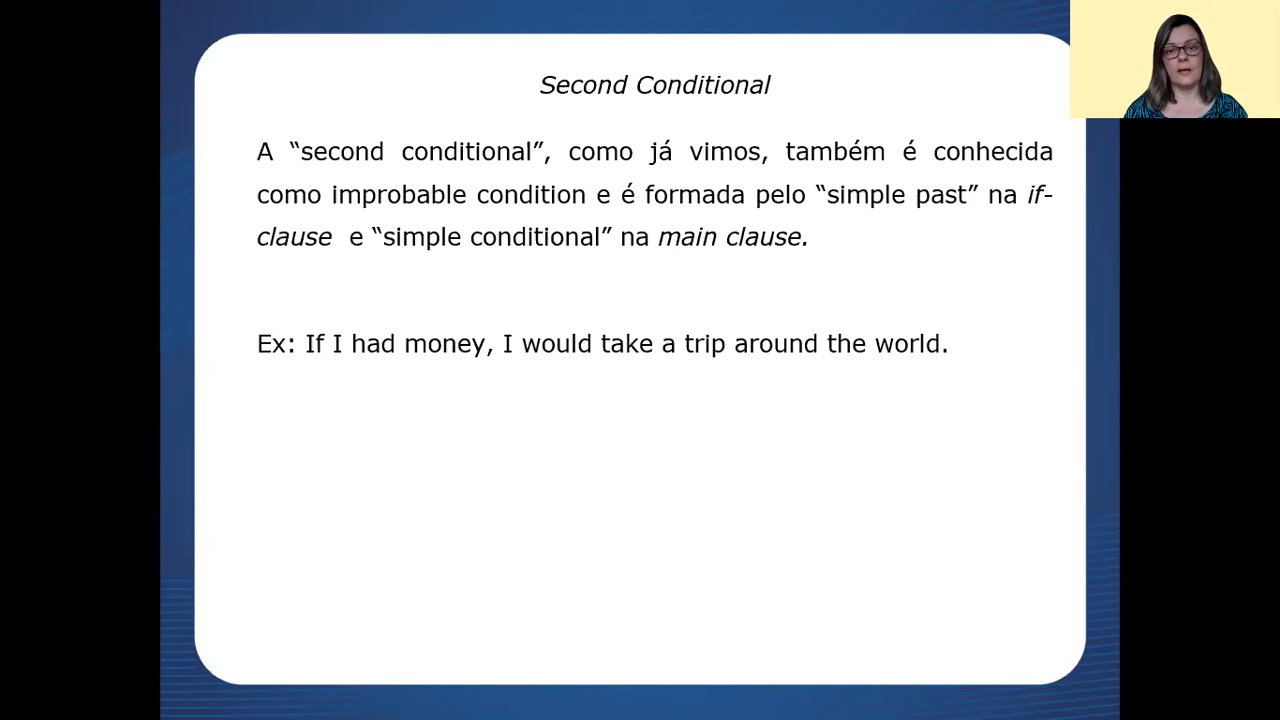 Second Conditional
A “second conditional”, como já vimos, também é conhecida
como improbable condition e é formada pelo “simple past” na if-
clause e “simple conditional” na main clause.
Ex: If I had money, I would take a trip around the world.